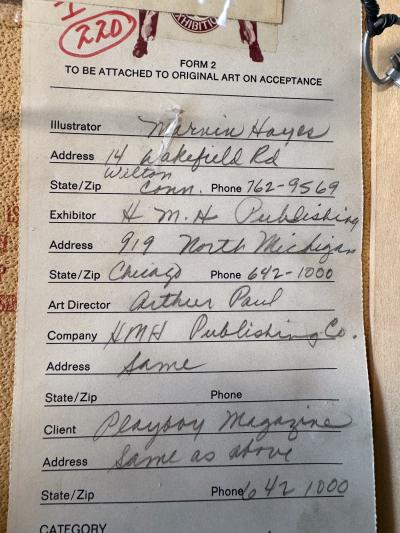 220
EXHIBITI
FORM 2
TO BE ATTACHED TO ORIGINAL ART ON ACCEPTANCE
Illustrator Marvin Hayes
Address 14 Wakefield Rd
Wilton
State/Zip Conn. Phone 762-9569
Exhibitor H M.H Publishing
Address 919 North Michigan
State/Zip Chicago Phone 642-1000
Art Director Arthur Paul
Company HMH Publishing Co.
Address Same
State/Zip Phone
Client Playboy Magazine
Address Same as above
State/Zip Phone 642 1000
CATEGORY